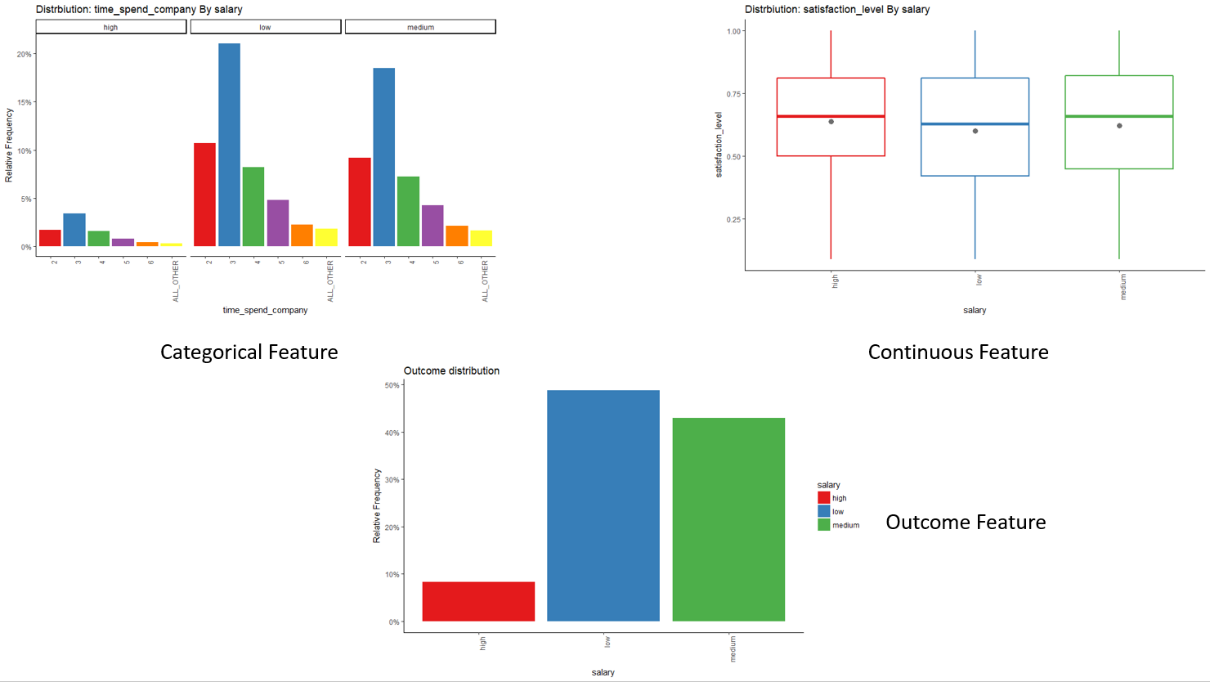 Distrbiution: time_spend_company By salary
high
low
medium
Relative Frequency
20%
15%
10%
5%
0%
2
3
4
5
6
ALL_OTHER
2
3
4
5
6
ALL_OTHER
2
3
4
5
6
ALL_OTHER
time_spend_company
Categorical Feature
Distrbiution: satisfaction_level By salary
satisfaction_level
1.00
0.75
0.50
0.25
high
low
medium
salary
Continuous Feature
Outcome distribution
Relative Frequency
50%
40%
30%
20%
10%
0%
high
low
medium
salary
salary
high
low
medium
Outcome Feature